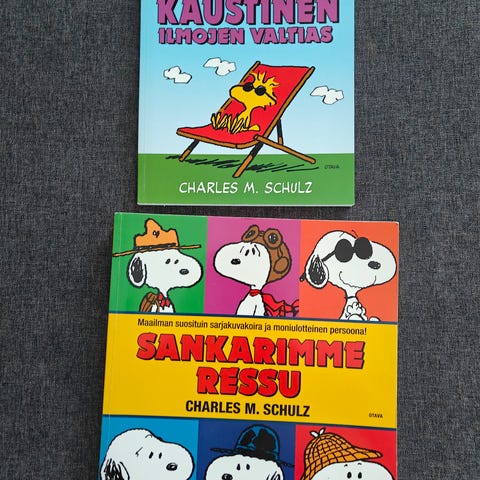 KAUSTINEN
ILMOJEN VALTIAS
OTAVA
CHARLES M. SCHULZ
Maailman suosituin sarjakuvakoira ja moniulotteinen persoona!
SANKARIMME
RESSU
CHARLES M. SCHULZ
OTAVA